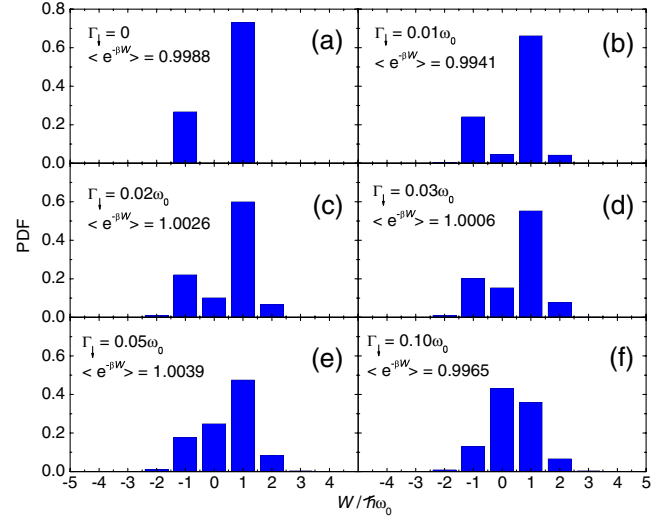 (a)
Γ↓ = 0
< e^-βW > = 0.9988
(b)
Γ↓ = 0.01ω₀
< e^-βW > = 0.9941
(c)
Γ↓ = 0.02ω₀
< e^-βW > = 1.0026
(d)
Γ↓ = 0.03ω₀
< e^-βW > = 1.0006
(e)
Γ↓ = 0.05ω₀
< e^-βW > = 1.0039
(f)
Γ↓ = 0.10ω₀
< e^-βW > = 0.9965
PDF
0.8
0.6
0.4
0.2
0.0
0.6
0.4
0.2
0.0
0.6
0.4
0.2
0.0
-5 -4 -3 -2 -1 0 1 2 3 4 -4 -3 -2 -1 0 1 2 3 4 5
W/ħω₀